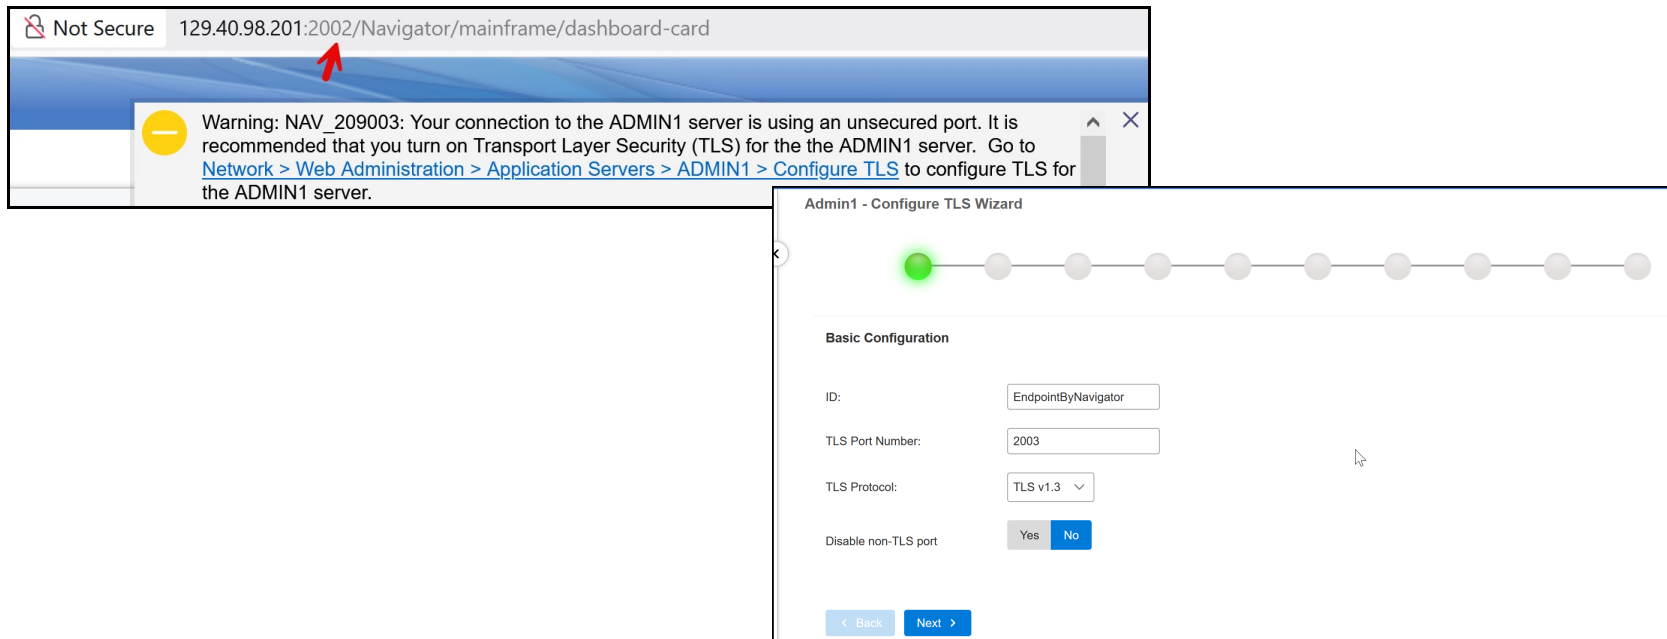 Not Secure 129.40.98.201:2002/Navigator/mainframe/dashboard-card
Warning: NAV_209003: Your connection to the ADMIN1 server is using an unsecured port. It is
recommended that you turn on Transport Layer Security (TLS) for the the ADMIN1 server.  Go to
Network > Web Administration > Application Servers > ADMIN1 > Configure TLS to configure TLS for
the ADMIN1 server.
Admin1 - Configure TLS Wizard
Basic Configuration
ID: EndpointByNavigator
TLS Port Number: 2003
TLS Protocol: TLS v1.3
Disable non-TLS port Yes No
Back Next